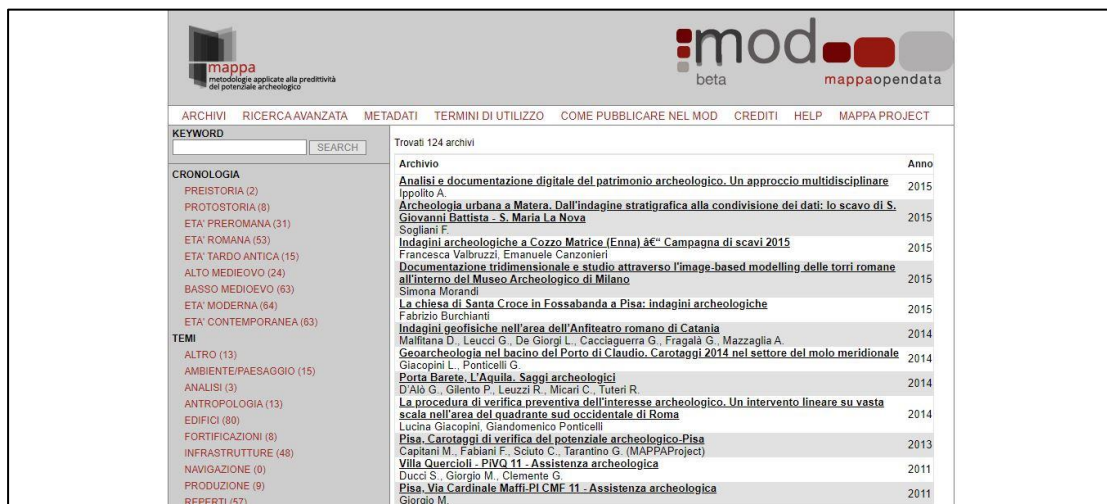 mappa
metodologie applicate alla predittività
del potenziale archeologico
mod
beta
mappaopendata
ARCHIVI RICERCA AVANZATA METADATI TERMINI DI UTILIZZO COME PUBBLICARE NEL MOD CREDITI HELP MAPPA PROJECT
KEYWORD
SEARCH
CRONOLOGIA
PREISTORIA (2)
PROTOSTORIA (8)
ETA' PREROMANA (31)
ETA' ROMANA (53)
ETA' TARDO ANTICA (15)
ALTO MEDIEOVO (24)
BASSO MEDIOEVO (63)
ETA' MODERNA (64)
ETA' CONTEMPORANEA (63)
TEMI
ALTRO (13)
AMBIENTE/PAESAGGIO (15)
ANALISI (3)
ANTROPOLOGIA (13)
EDIFICI (80)
FORTIFICAZIONI (8)
INFRASTRUTTURE (48)
NAVIGAZIONE (0)
PRODUZIONE (9)
REPERTI (57)
Trovati 124 archivi
Archivio Anno
Analisi e documentazione digitale del patrimonio archeologico. Un approccio multidisciplinare 2015
Ippolito A.
Archeologia urbana a Matera. Dall'indagine stratigrafica alla condivisione dei dati: lo scavo di S.
Giovanni Battista - S. Maria La Nova 2015
Sogliani F.
Indagini archeologiche a Cozzo Matrice (Enna) â€“ Campagna di scavi 2015 2015
Francesca Valbruzzi, Emanuele Canzonieri
Documentazione tridimensionale e studio attraverso l'image-based modelling delle torri romane
all'interno del Museo Archeologico di Milano 2015
Simona Morandi
La chiesa di Santa Croce in Fossabanda a Pisa: indagini archeologiche 2015
Fabrizio Burchianti
Indagini geofisiche nell'area dell'Anfiteatro romano di Catania 2014
Malfitana D., Leucci G., De Giorgi L., Cacciaguerra G., Fragalà G., Mazzaglia A.
Geoarcheologia nel bacino del Porto di Claudio. Carotaggi 2014 nel settore del molo meridionale 2014
Giacopini L., Ponticelli G.
Porta Barete, L'Aquila. Saggi archeologici 2014
D'Alò G., Gilento P., Leuzzi R., Micari C., Tuteri R.
La procedura di verifica preventiva dell'interesse archeologico. Un intervento lineare su vasta
scala nell'area del quadrante sud occidentale di Roma 2014
Lucina Giacopini, Giandomenico Ponticelli
Pisa, Carotaggi di verifica del potenziale archeologico-Pisa 2013
Capitani M., Fabiani F., Sciuto C., Tarantino G. (MAPPAProject)
Villa Quercioli - PiVQ 11 - Assistenza archeologica 2011
Ducci S., Giorgio M., Clemente G.
Pisa, Via Cardinale Maffi-PI CMF 11 - Assistenza archeologica 2011
Giorgio M.